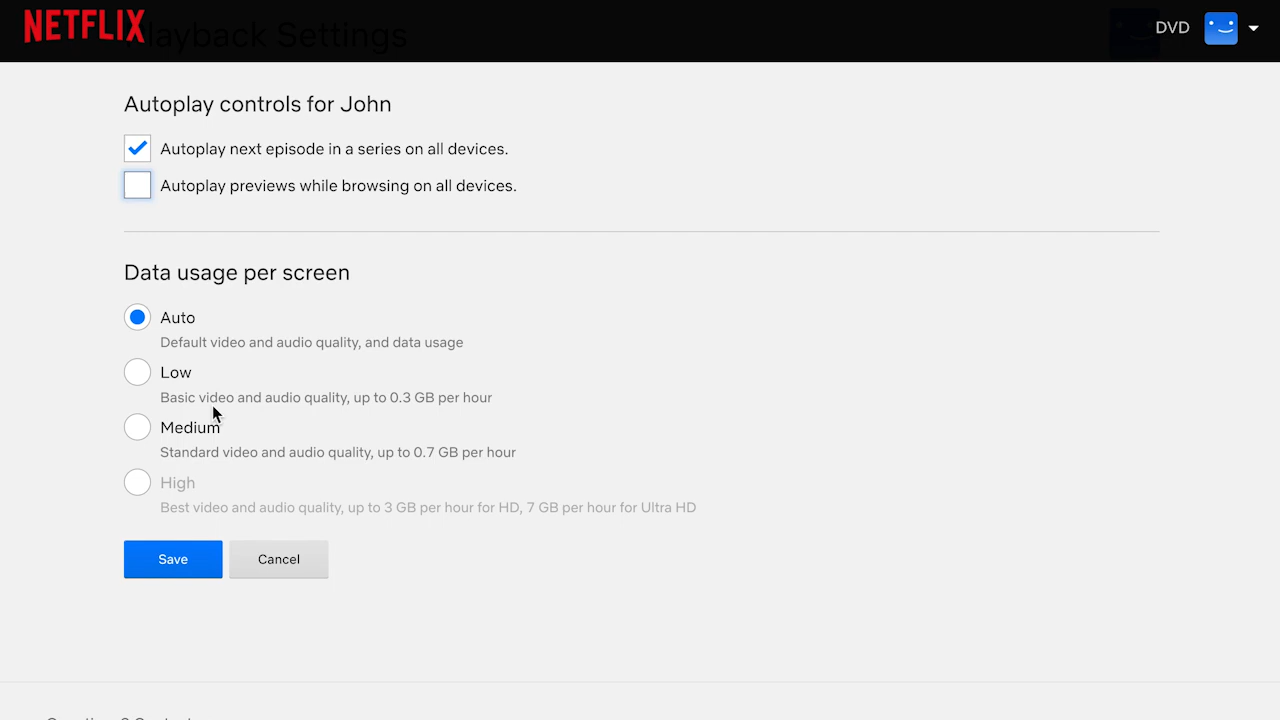 NETFLIX
Playback Settings
DVD
Autoplay controls for John
Autoplay next episode in a series on all devices.
Autoplay previews while browsing on all devices.
Data usage per screen
Auto
Default video and audio quality, and data usage
Low
Basic video and audio quality, up to 0.3 GB per hour
Medium
Standard video and audio quality, up to 0.7 GB per hour
High
Best video and audio quality, up to 3 GB per hour for HD, 7 GB per hour for Ultra HD
Save
Cancel